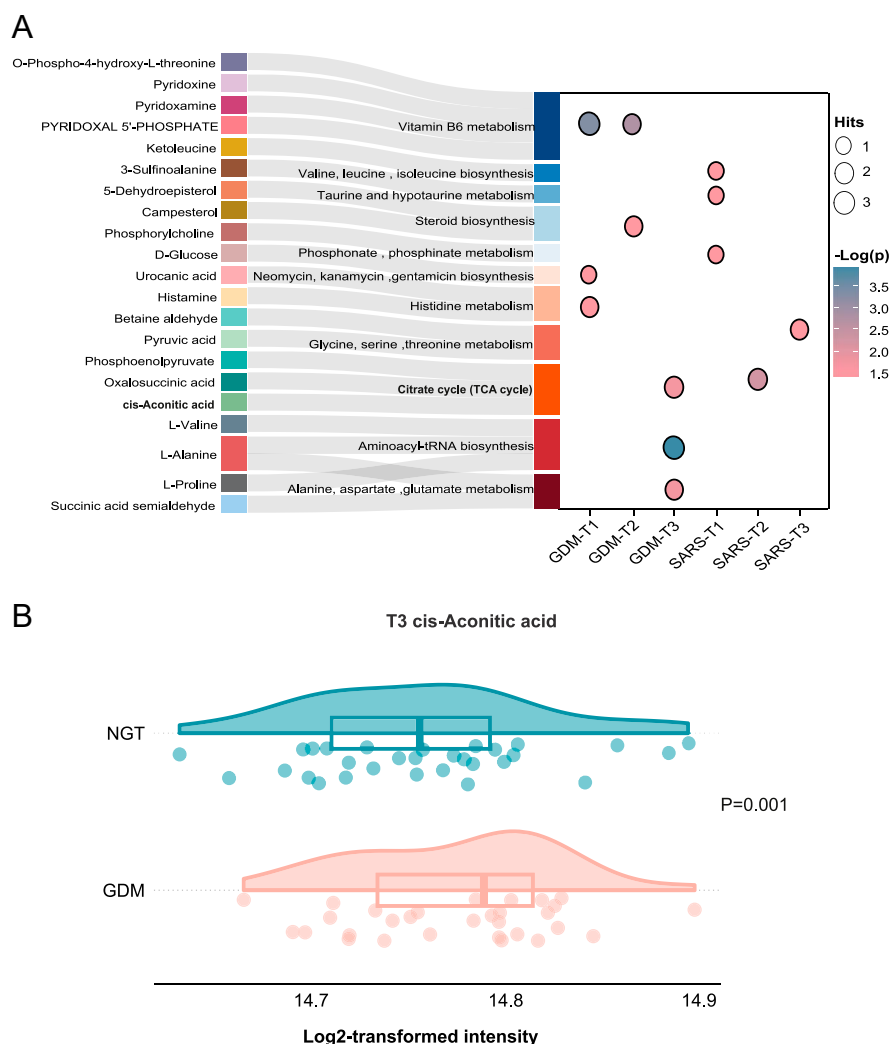 A
O-Phospho-4-hydroxy-L-threonine
Pyridoxine
Pyridoxamine
PYRIDOXAL 5'-PHOSPHATE
Ketoleucine
3-Sulfinoalanine
5-Dehydroepisterol
Campesterol
Phosphorylcholine
D-Glucose
Urocanic acid
Histamine
Betaine aldehyde
Pyruvic acid
Phosphoenolpyruvate
Oxalosuccinic acid
cis-Aconitic acid
L-Valine
L-Alanine
L-Proline
Succinic acid semialdehyde
Vitamin B6 metabolism
Valine, leucine , isoleucine biosynthesis
Taurine and hypotaurine metabolism
Steroid biosynthesis
Phosphonate , phosphinate metabolism
Neomycin, kanamycin ,gentamicin biosynthesis
Histidine metabolism
Glycine, serine ,threonine metabolism
Citrate cycle (TCA cycle)
Aminoacyl-tRNA biosynthesis
Alanine, aspartate ,glutamate metabolism
GDM-T1
GDM-T2
GDM-T3
SARS-T1
SARS-T2
SARS-T3
Hits
1
2
3
-Log(p)
3.5
3.0
2.5
2.0
1.5
B
T3 cis-Aconitic acid
NGT
P=0.001
GDM
14.7
14.8
14.9
Log2-transformed intensity